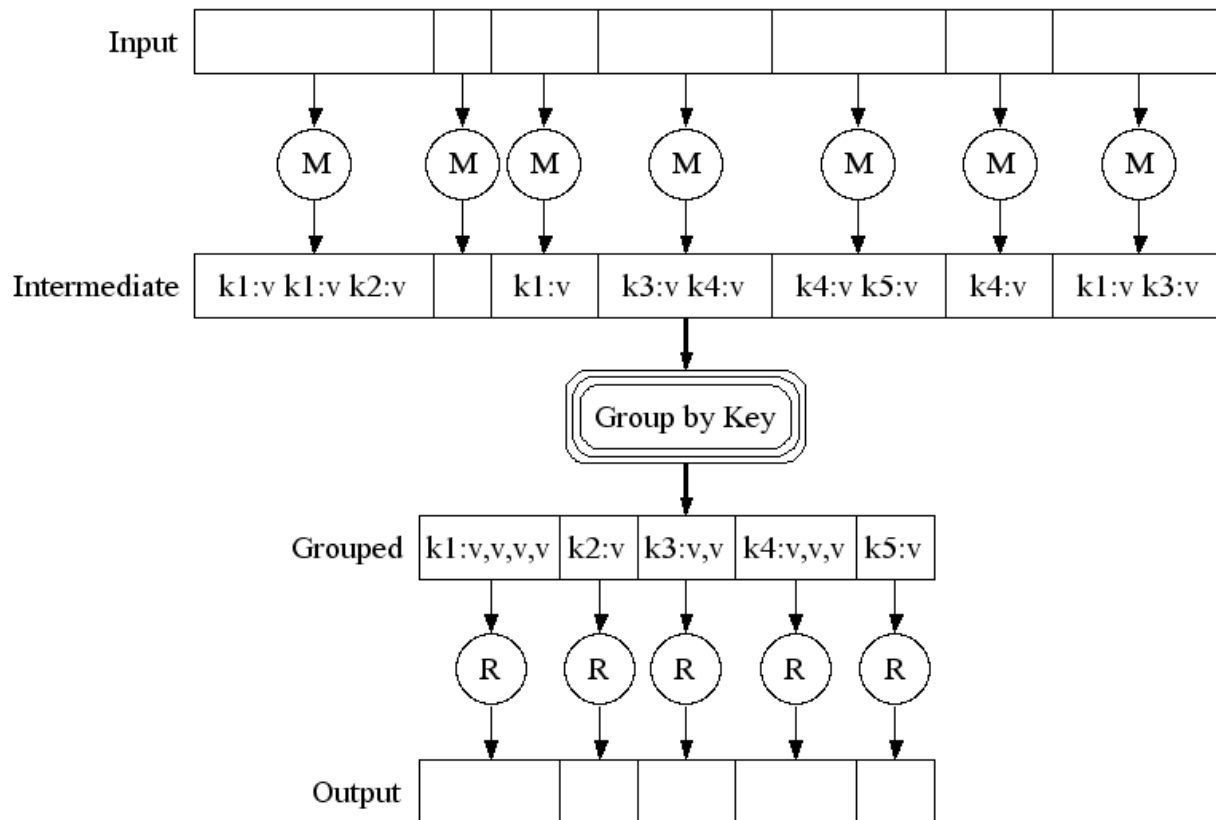 Input
M M M M M M M
Intermediate k1:v k1:v k2:v k1:v k3:v k4:v k4:v k5:v k4:v k1:v k3:v
Group by Key
Grouped k1:v,v,v,v k2:v k3:v,v k4:v,v,v k5:v
R R R R R
Output